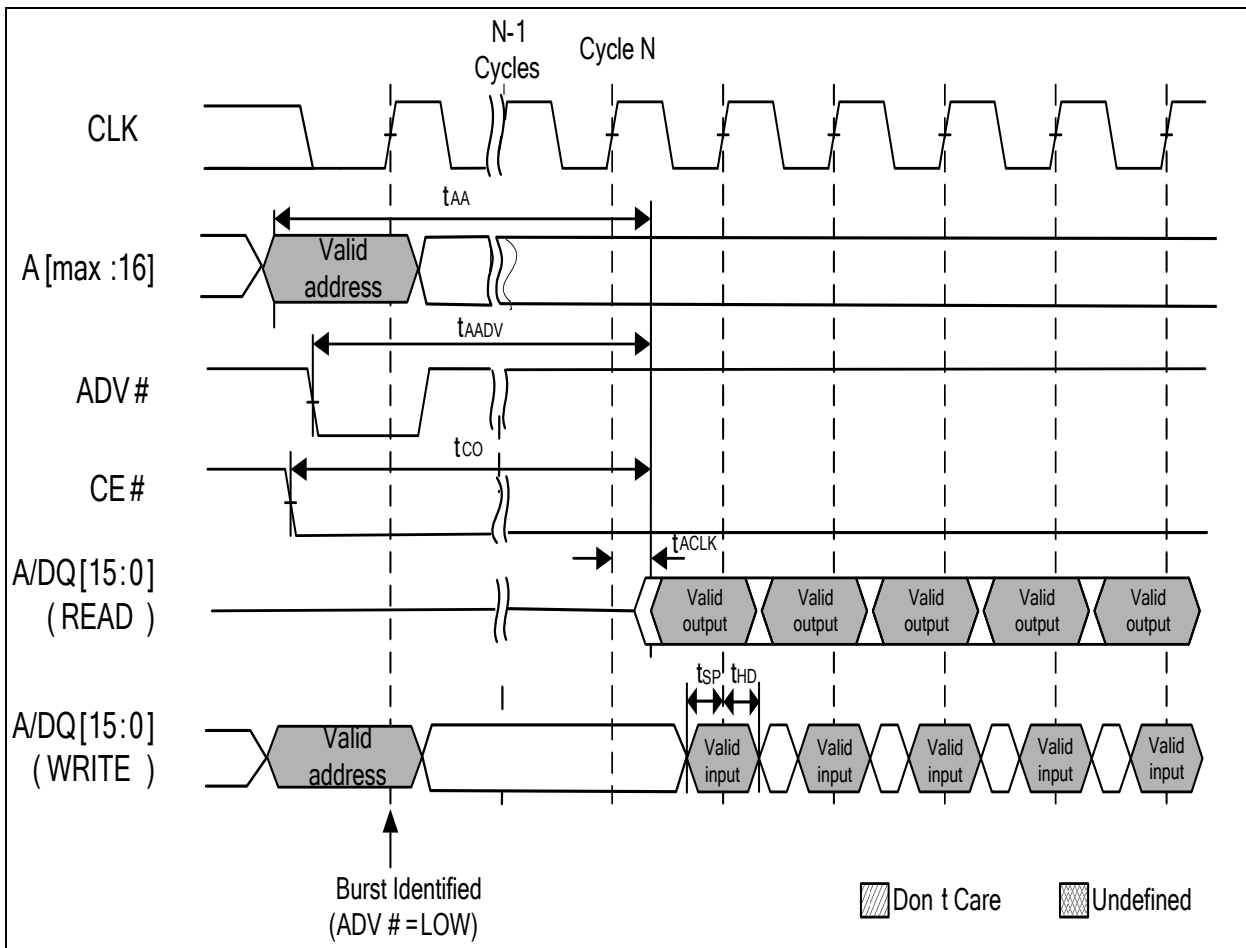 N-1
Cycles
Cycle N
CLK
tAA
A[max :16]
Valid
address
tAADV
ADV#
tCO
CE#
tACLK
A/DQ[15:0]
(READ )
Valid
output
Valid
output
Valid
output
Valid
output
Valid
output
tSP
tHD
A/DQ[15:0]
(WRITE )
Valid
address
Valid
input
Valid
input
Valid
input
Valid
input
Valid
input
Burst Identified
(ADV #=LOW)
Don t Care
Undefined